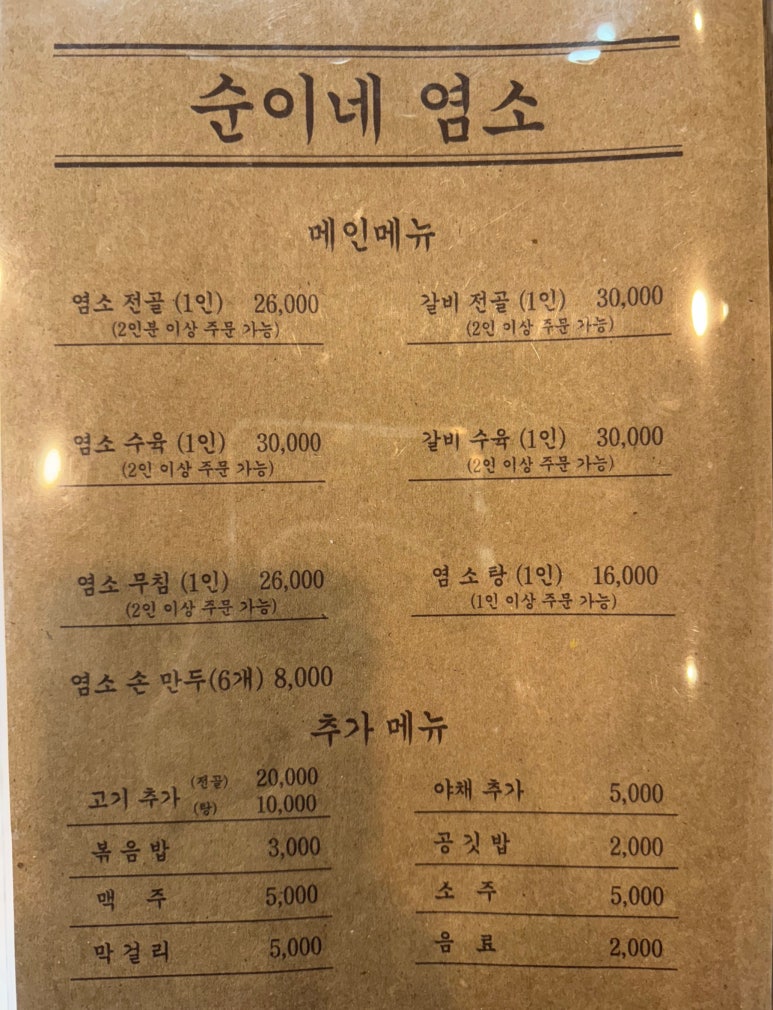 순이네 염소
메인메뉴
염소 전골 (1인) 26,000
(2인분 이상 주문 가능)
갈비 전골 (1인) 30,000
(2인 이상 주문 가능)
염소 수육 (1인) 30,000
(2인 이상 주문 가능)
갈비 수육 (1인) 30,000
(2인 이상 주문 가능)
염소 무침 (1인) 26,000
(2인 이상 주문 가능)
염 소 탕 (1인) 16,000
(1인 이상 주문 가능)
염소 손 만두(6개) 8,000
추가 메뉴
고기 추가 (전골) 20,000
(탕) 10,000
야채 추가 5,000
볶음밥 3,000
공깃밥 2,000
맥 주 5,000
소 주 5,000
막걸리 5,000
음 료 2,000